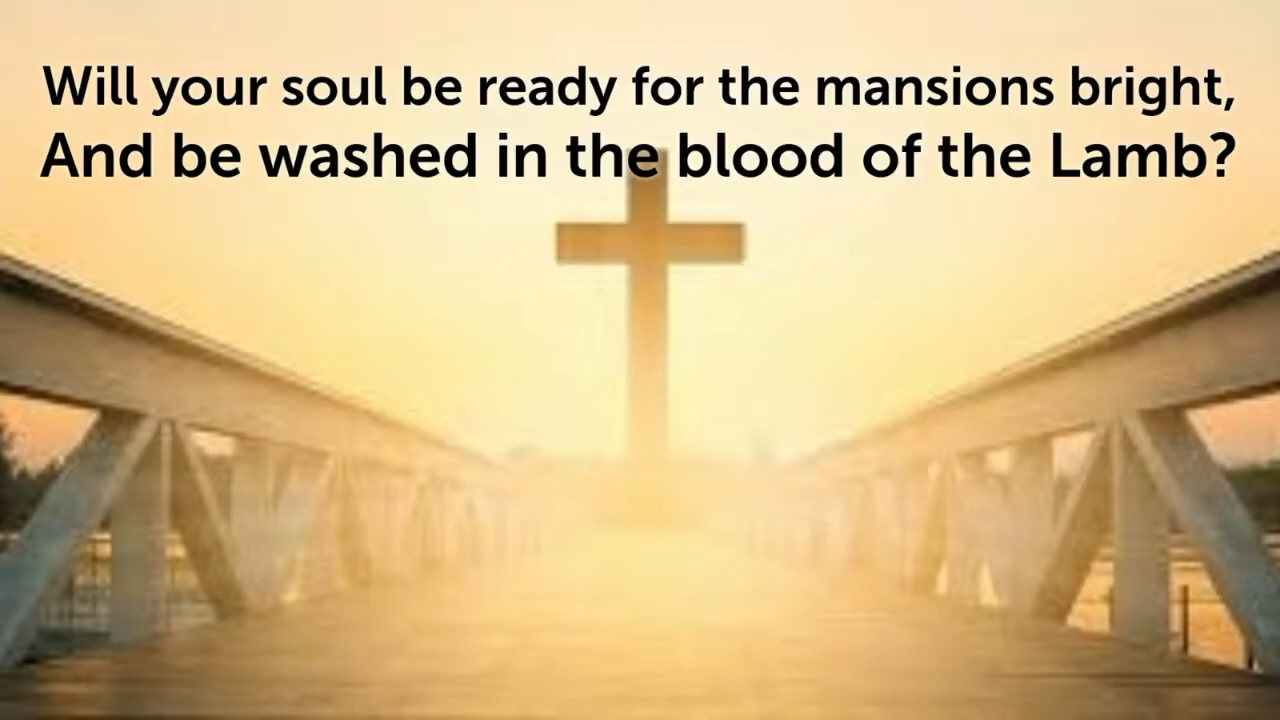 Will your soul be ready for the mansions bright,
And be washed in the blood of the Lamb?